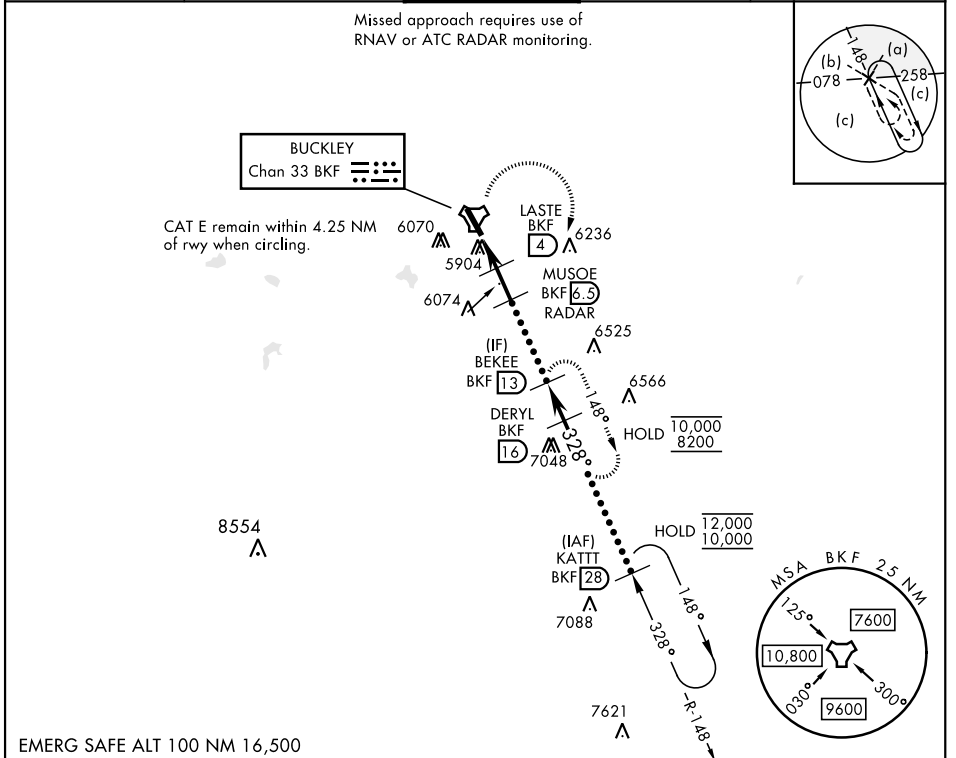 Missed approach requires use of
RNAV or ATC RADAR monitoring.
148
(a)
(b)
078
258
(c)
(c)
BUCKLEY
Chan 33 BKF
CAT E remain within 4.25 NM
of rwy when circling.
6070
5904
LASTE
BKF
4
6236
6074
MUSOE
BKF 6.5
RADAR
6525
(IF)
BEKEE
BKF 13
6566
148°
DERYL
BKF
16
7048
328°
HOLD 10,000
8200
8554
HOLD 12,000
10,000
(IAF)
KATTT
BKF 28
7088
148°
328°
R-148
7621
MSA BKF 25 NM
125°
7600
10,800
030°
9600
300°
EMERG SAFE ALT 100 NM 16,500